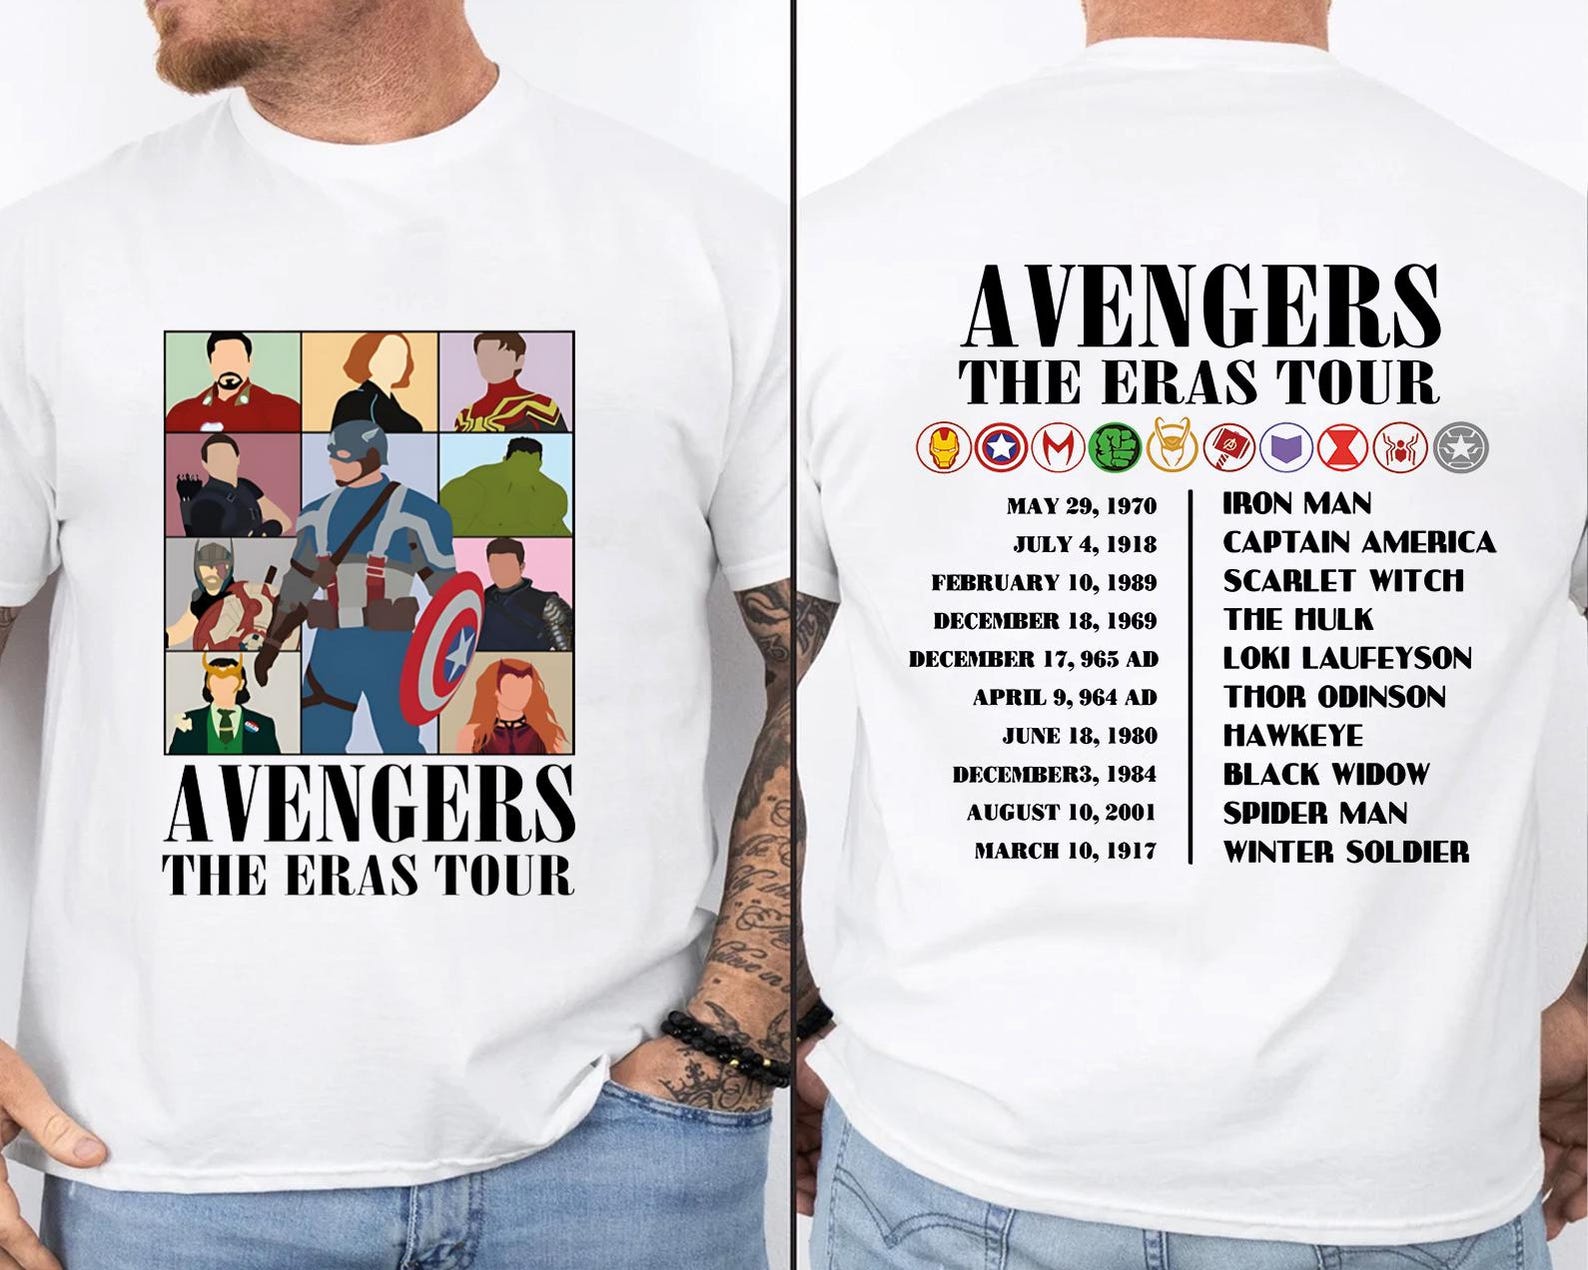 AVENGERS
THE ERAS TOUR
AVENGERS
THE ERAS TOUR
MAY 29, 1970 IRON MAN
JULY 4, 1918 CAPTAIN AMERICA
FEBRUARY 10, 1989 SCARLET WITCH
DECEMBER 18, 1969 THE HULK
DECEMBER 17, 965 AD LOKI LAUFEYSON
APRIL 9, 964 AD THOR ODINSON
JUNE 18, 1980 HAWKEYE
DECEMBER3, 1984 BLACK WIDOW
AUGUST 10, 2001 SPIDER MAN
MARCH 10, 1917 WINTER SOLDIER